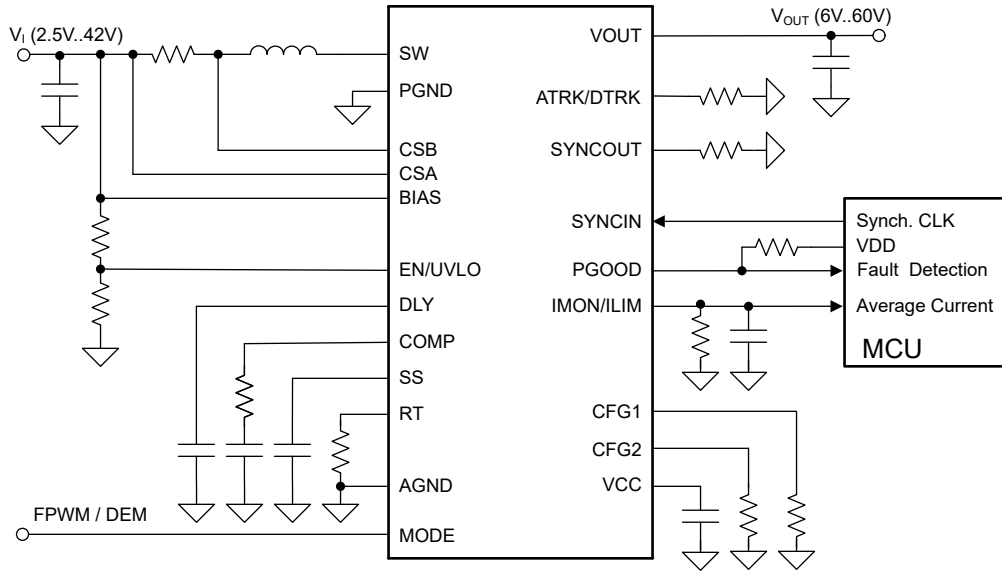 V_I (2.5V..42V)
SW
PGND
CSB
CSA
BIAS
EN/UVLO
DLY
COMP
SS
RT
AGND
FPWM / DEM
MODE
VOUT
V_OUT (6V..60V)
ATRK/DTRK
SYNCOUT
SYNCIN
PGOOD
IMON/ILIM
CFG1
CFG2
VCC
Synch. CLK
VDD
Fault Detection
Average Current
MCU